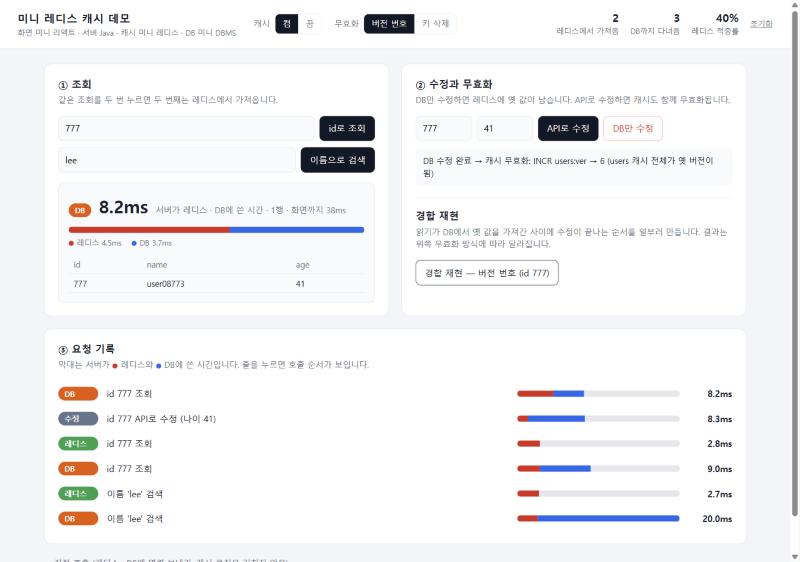 미니 레디스 캐시 데모
화면 미니 리액트 · 서버 Java · 캐시 미니 레디스 · DB 미니 DBMS
캐시 켬 끔 무효화 버전 번호 키 삭제
2 3 40%
레디스에서 가져옴 DB까지 다녀옴 레디스 적중률 초기화
① 조회
같은 조회를 두 번 누르면 두 번째는 레디스에서 가져옵니다.
777 id로 조회
lee 이름으로 검색
DB 8.2ms 서버가 레디스 · DB에 쓴 시간 · 1행 · 화면까지 38ms
레디스 4.5ms DB 3.7ms
id name age
777 user08773 41
② 수정과 무효화
DB만 수정하면 레디스에 옛 값이 남습니다. API로 수정하면 캐시도 함께 무효화됩니다.
777 41 API로 수정 DB만 수정
DB 수정 완료 → 캐시 무효화: INCR users:ver → 6 (users 캐시 전체가 옛 버전이
됨)
경합 재현
읽기가 DB에서 옛 값을 가져간 사이에 수정이 끝나는 순서를 일부러 만듭니다. 결과는
위쪽 무효화 방식에 따라 달라집니다.
경합 재현 — 버전 번호 (id 777)
③ 요청 기록
막대는 서버가 레디스와 DB에 쓴 시간입니다. 줄을 누르면 호출 순서가 보입니다.
DB id 777 조회 8.2ms
수정 id 777 API로 수정 (나이 41) 8.3ms
레디스 id 777 조회 2.8ms
DB id 777 조회 9.0ms
레디스 이름 'lee' 검색 2.7ms
DB 이름 'lee' 검색 20.0ms